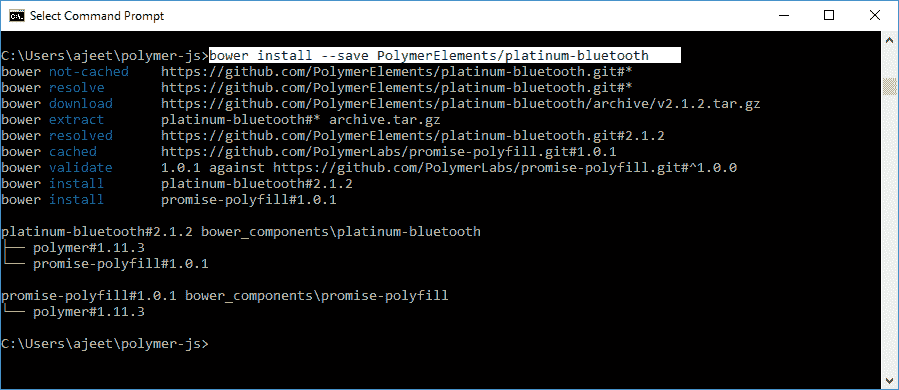 Select Command Prompt
C:\Users\ajeet\polymer-js>bower install --save PolymerElements/platinum-bluetooth
bower not-cached    https://github.com/PolymerElements/platinum-bluetooth.git#*
bower resolve       https://github.com/PolymerElements/platinum-bluetooth.git#*
bower download      https://github.com/PolymerElements/platinum-bluetooth/archive/v2.1.2.tar.gz
bower extract       platinum-bluetooth#* archive.tar.gz
bower resolved      https://github.com/PolymerElements/platinum-bluetooth.git#2.1.2
bower cached        https://github.com/PolymerLabs/promise-polyfill.git#1.0.1
bower validate      1.0.1 against https://github.com/PolymerLabs/promise-polyfill.git#^1.0.0
bower install       platinum-bluetooth#2.1.2
bower install       promise-polyfill#1.0.1
platinum-bluetooth#2.1.2 bower_components\platinum-bluetooth
├── polymer#1.11.3
└── promise-polyfill#1.0.1
promise-polyfill#1.0.1 bower_components\promise-polyfill
└── polymer#1.11.3
C:\Users\ajeet\polymer-js>